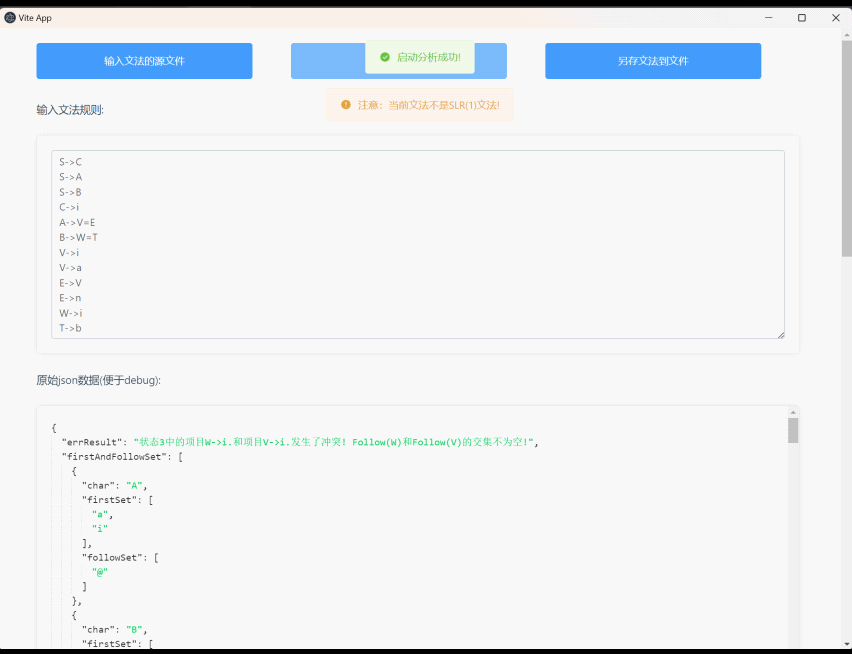 Vite App
输入文法的源文件
启动分析成功!
另存文法到文件
注意：当前文法不是SLR(1)文法!
输入文法规则:
S->C
S->A
S->B
C->i
A->V=E
B->W=T
V->i
V->a
E->V
E->n
W->i
T->b
原始json数据(便于debug):
{
"errResult": "状态3中的项目W->i.和项目V->i.发生了冲突! Follow(W)和Follow(V)的交集不为空!",
"firstAndFollowSet": [
{
"char": "A",
"firstSet": [
"a",
"i"
],
"followSet": [
"@"
]
},
{
"char": "B",
"firstSet": [